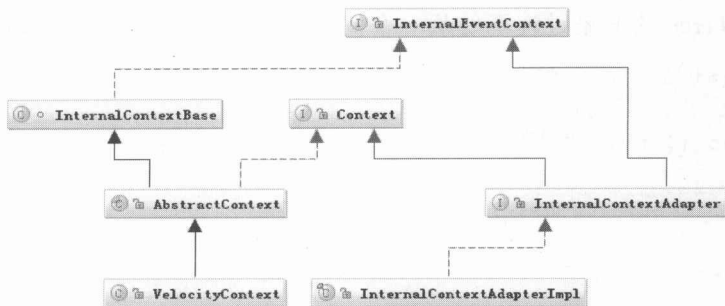 InternalEventContext
InternalContextBase
Context
AbstractContext
InternalContextAdapter
VelocityContext
InternalContextAdapterImpl